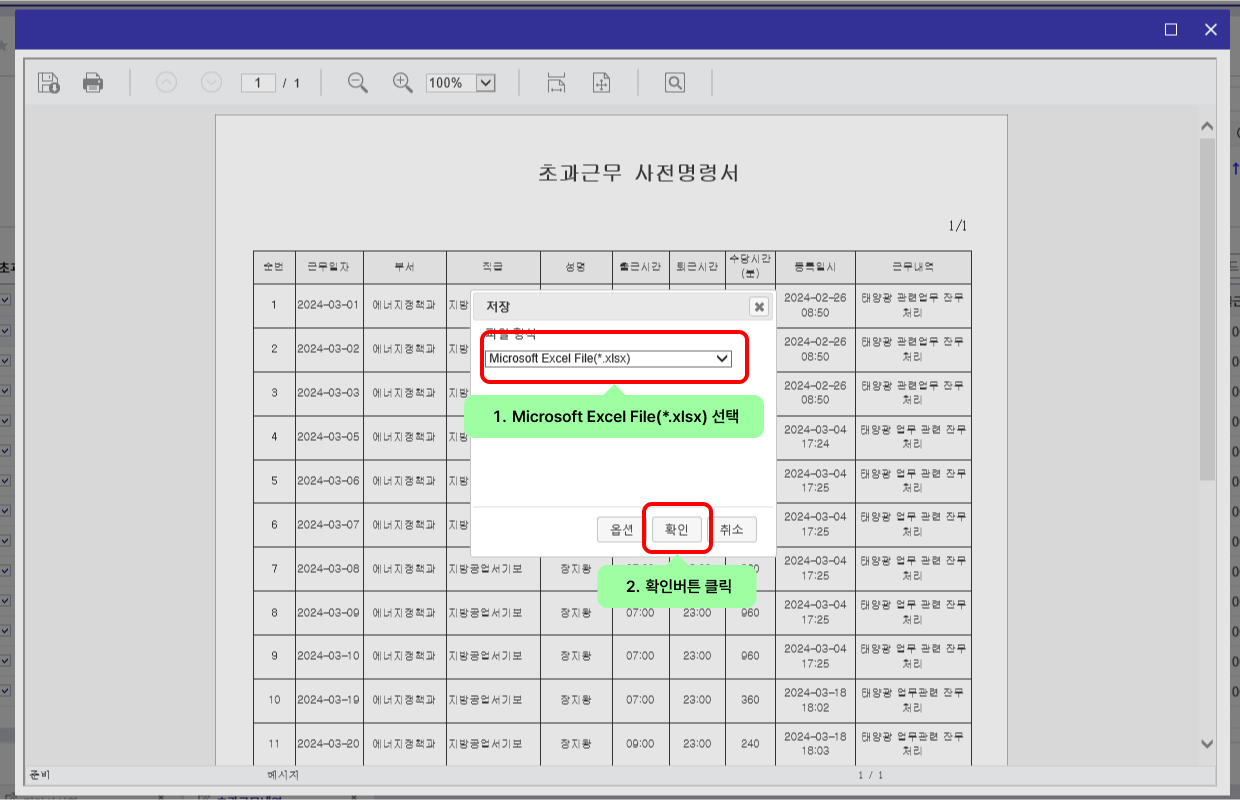 1 / 1 100%
초과근무 사전명령서
1/1
순번 근무일자 부서 직급 성명 출근시간 퇴근시간 수당시간(분) 등록일시 근무내역
1 2024-03-01 에너지정책과 지방 2024-02-26 08:50 태양광 관련업무 잔무처리
2 2024-03-02 에너지정책과 지방 2024-02-26 08:50 태양광 관련업무 잔무처리
3 2024-03-03 에너지정책과 지방 2024-02-26 08:50 태양광 관련업무 잔무처리
4 2024-03-05 에너지정책과 지방 2024-03-04 17:24 태양광 업무 관련 잔무처리
5 2024-03-06 에너지정책과 지방 2024-03-04 17:25 태양광 업무 관련 잔무처리
6 2024-03-07 에너지정책과 지방 2024-03-04 17:25 태양광 업무 관련 잔무처리
7 2024-03-08 에너지정책과 지방공업서기보 장지황 2024-03-04 17:25 태양광 업무 관련 잔무처리
8 2024-03-09 에너지정책과 지방공업서기보 장지황 07:00 23:00 960 2024-03-04 17:25 태양광 업무 관련 잔무처리
9 2024-03-10 에너지정책과 지방공업서기보 장지황 07:00 23:00 960 2024-03-04 17:25 태양광 업무 관련 잔무처리
10 2024-03-19 에너지정책과 지방공업서기보 장지황 07:00 23:00 360 2024-03-18 18:02 태양광 업무관련 잔무처리
11 2024-03-20 에너지정책과 지방공업서기보 장지황 09:00 23:00 240 2024-03-18 18:03 태양광 업무관련 잔무처리
저장
파일 형식
Microsoft Excel File(*.xlsx)
1. Microsoft Excel File(*.xlsx) 선택
옵션 확인 취소
2. 확인버튼 클릭
준비 메시지 1 / 1